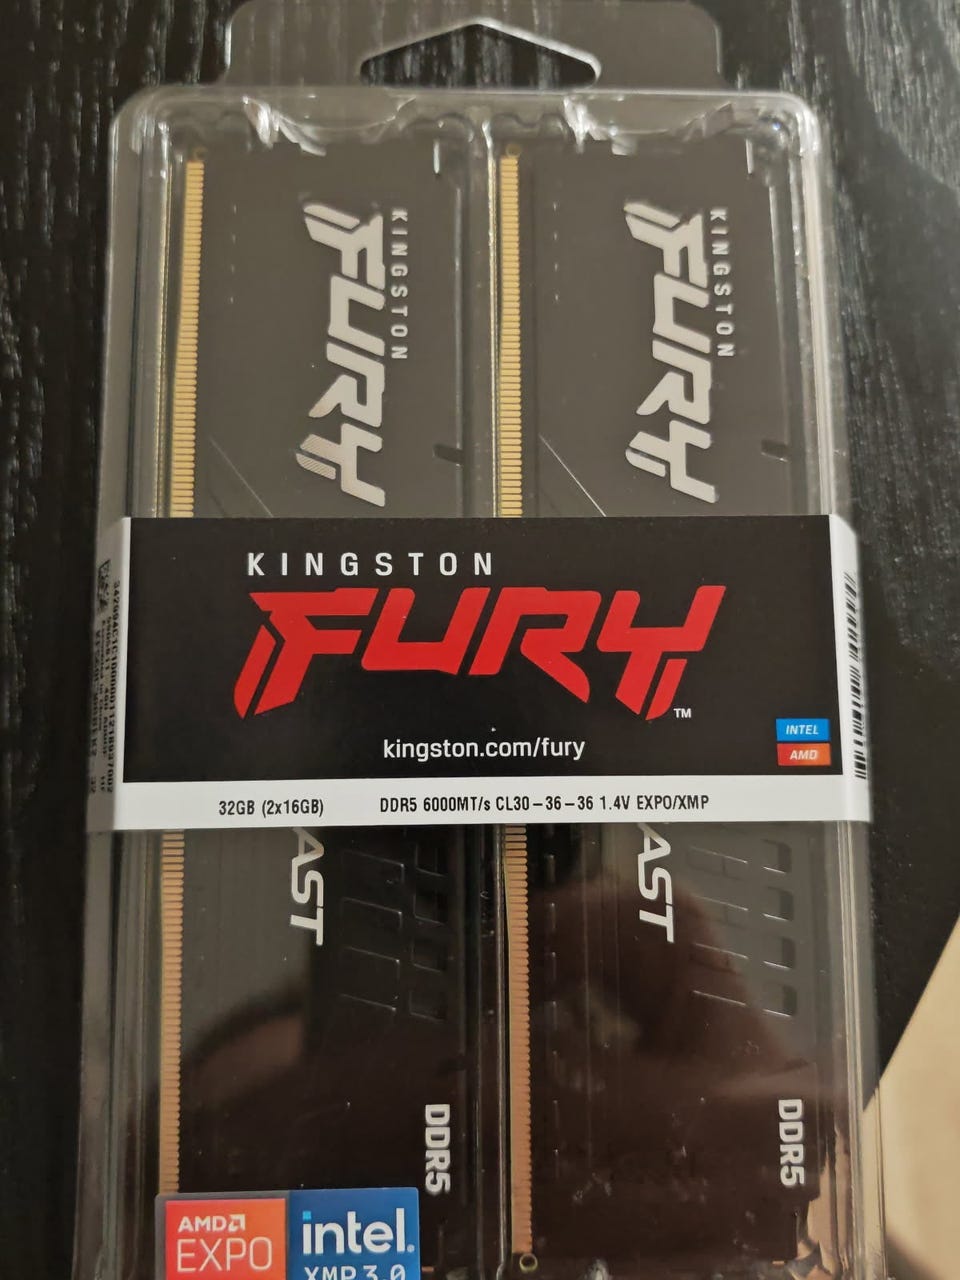 KINGSTON
FURY
KINGSTON
FURY
KINGSTON
FURY
TM
kingston.com/fury
INTEL
AMD
32GB (2x16GB)
DDR5 6000MT/s CL30-36-36 1.4V EXPO/XMP
AST
AST
DDR5
DDR5
AMD
EXPO
intel.
XMP 3.0